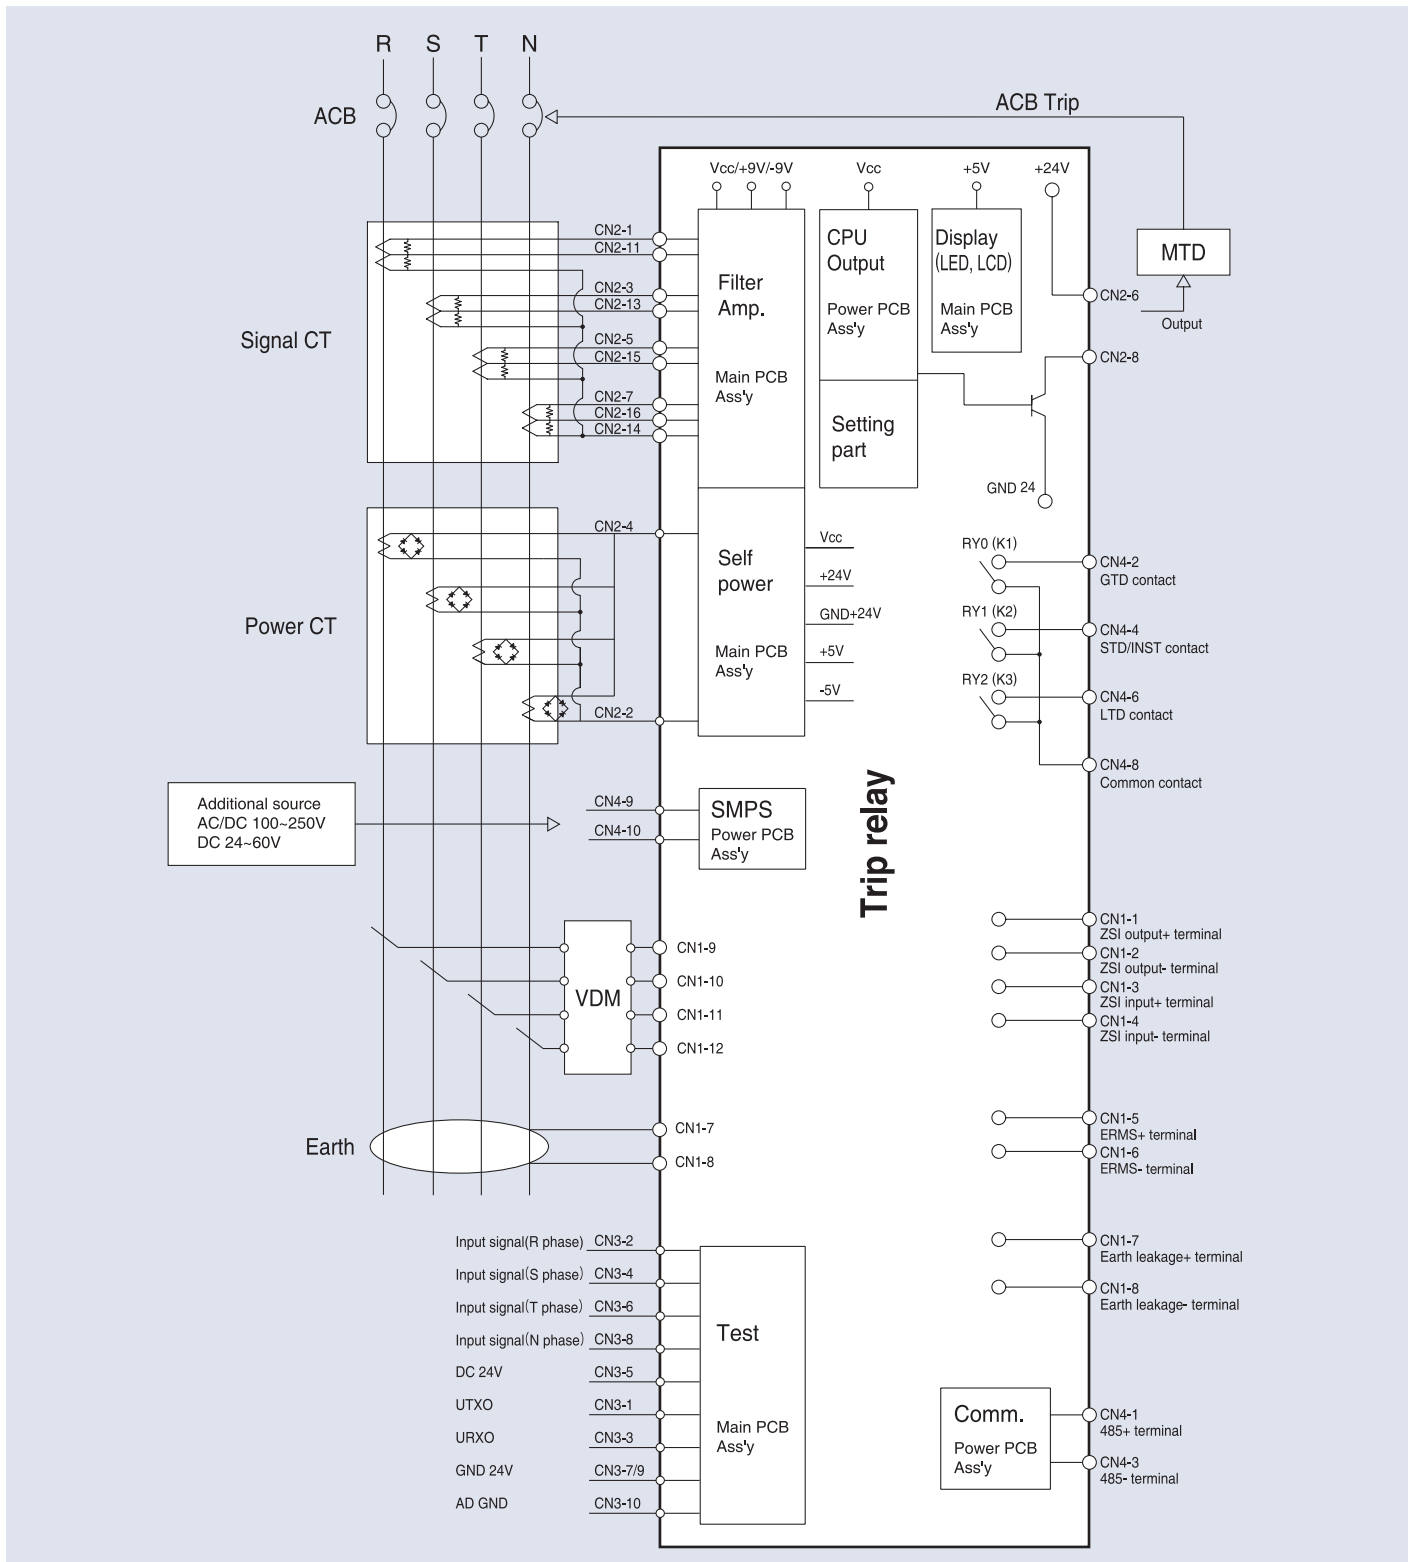 R S T N
ACB
ACB Trip
Vcc/+9V/-9V
Vcc
+5V
+24V
CN2-1
CN2-11
CN2-3
CN2-13
CN2-5
CN2-15
CN2-7
CN2-16
CN2-14
Signal CT
Filter
Amp.
Main PCB
Ass'y
CPU
Output
Power PCB
Ass'y
Setting
part
Display
(LED, LCD)
Main PCB
Ass'y
MTD
Output
CN2-6
CN2-8
GND 24
CN2-4
Power CT
CN2-2
Self
power
Main PCB
Ass'y
Vcc
+24V
GND+24V
+5V
-5V
RY0 (K1)
CN4-2
GTD contact
RY1 (K2)
CN4-4
STD/INST contact
RY2 (K3)
CN4-6
LTD contact
CN4-8
Common contact
Additional source
AC/DC 100~250V
DC 24~60V
CN4-9
CN4-10
SMPS
Power PCB
Ass'y
Trip relay
VDM
CN1-9
CN1-10
CN1-11
CN1-12
CN1-1
ZSI output+ terminal
CN1-2
ZSI output- terminal
CN1-3
ZSI input+ terminal
CN1-4
ZSI input- terminal
Earth
CN1-7
CN1-8
CN1-5
ERMS+ terminal
CN1-6
ERMS- terminal
CN1-7
Earth leakage+ terminal
CN1-8
Earth leakage- terminal
Input signal(R phase) CN3-2
Input signal(S phase) CN3-4
Input signal(T phase) CN3-6
Input signal(N phase) CN3-8
DC 24V CN3-5
UTXO CN3-1
URXO CN3-3
GND 24V CN3-7/9
AD GND CN3-10
Test
Main PCB
Ass'y
Comm.
Power PCB
Ass'y
CN4-1
485+ terminal
CN4-3
485- terminal